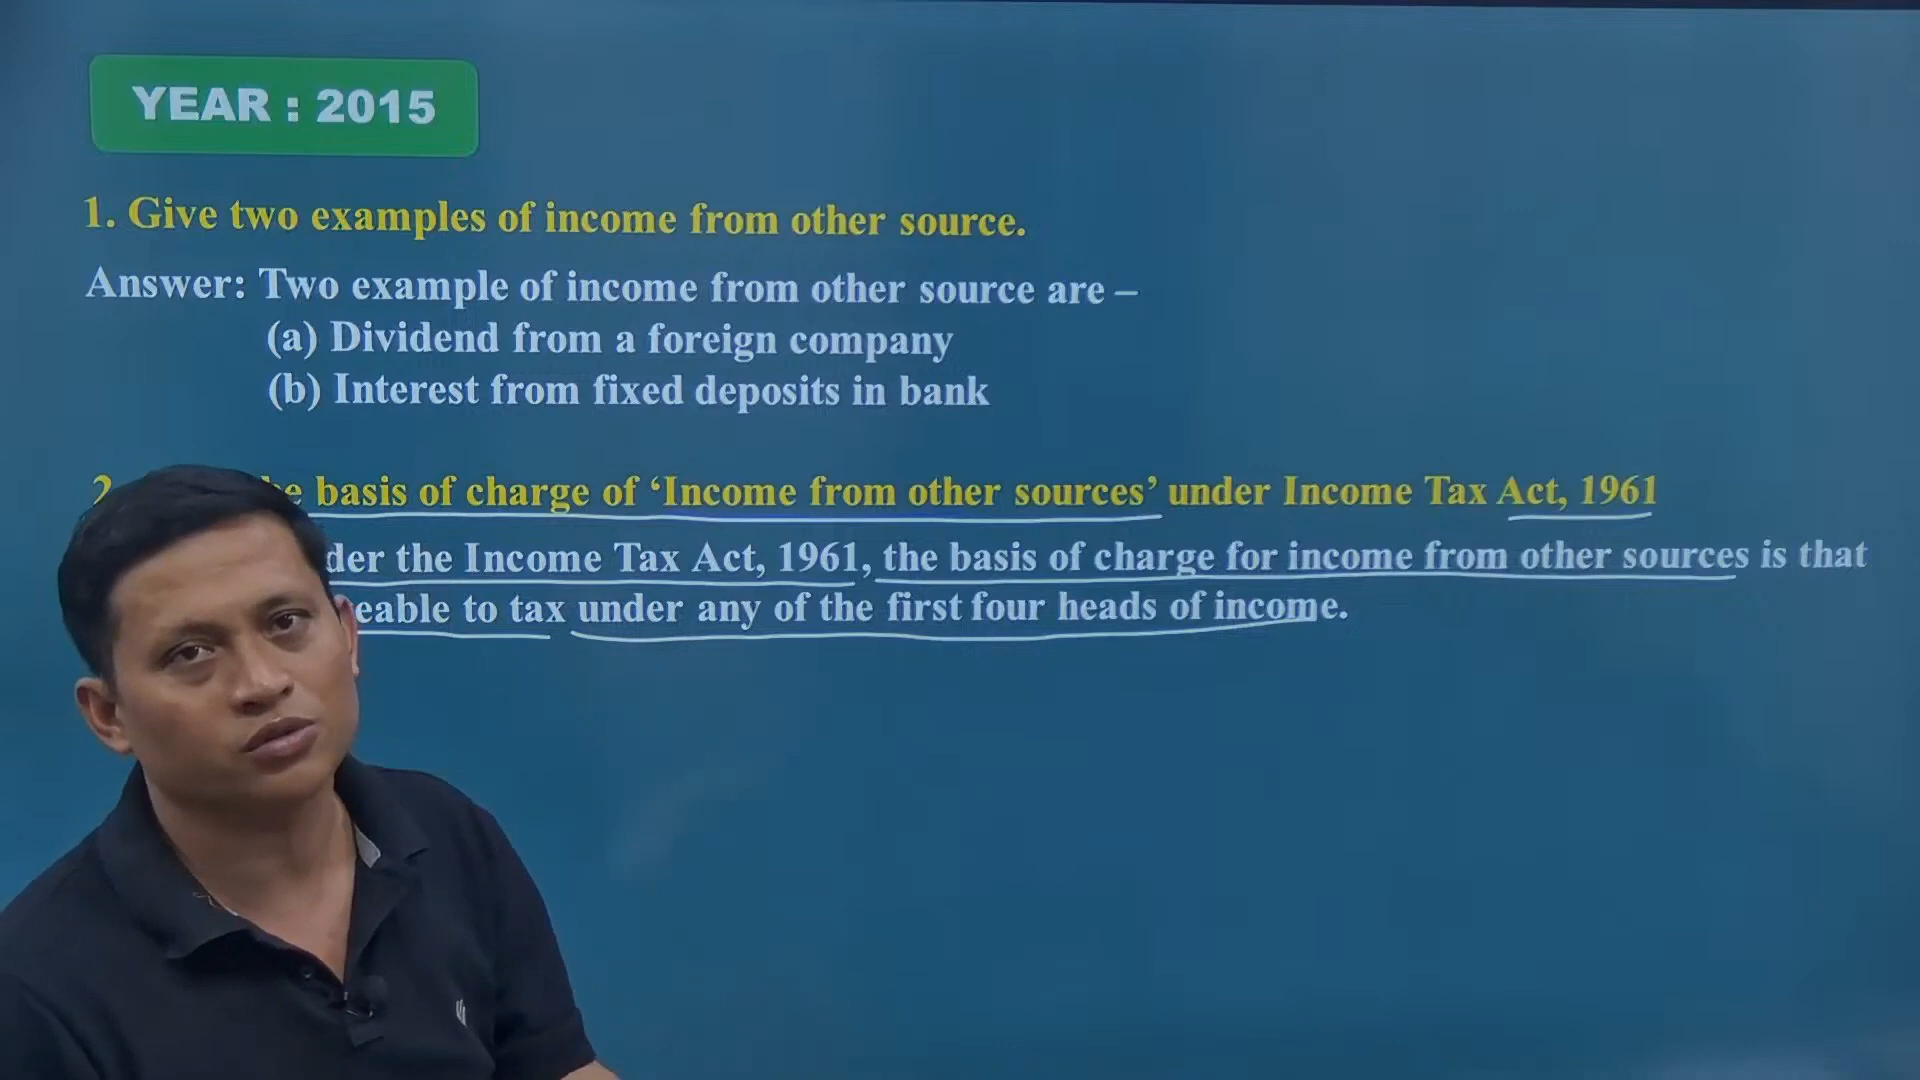 YEAR : 2015
1. Give two examples of income from other source.
Answer: Two example of income from other source are –
(a) Dividend from a foreign company
(b) Interest from fixed deposits in bank
2. basis of charge of ‘Income from other sources’ under Income Tax Act, 1961
the Income Tax Act, 1961, the basis of charge for income from other sources is that
to tax under any of the first four heads of income.